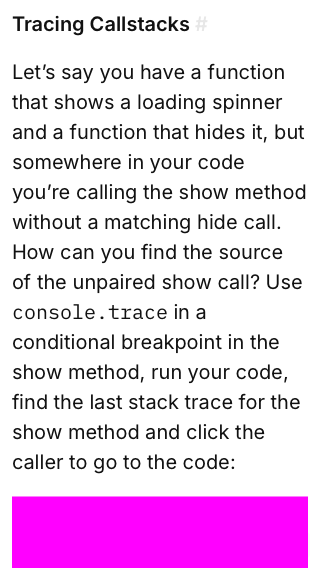 Tracing Callstacks #
Let’s say you have a function
that shows a loading spinner
and a function that hides it, but
somewhere in your code
you’re calling the show method
without a matching hide call.
How can you find the source
of the unpaired show call? Use
console.trace in a
conditional breakpoint in the
show method, run your code,
find the last stack trace for the
show method and click the
caller to go to the code: